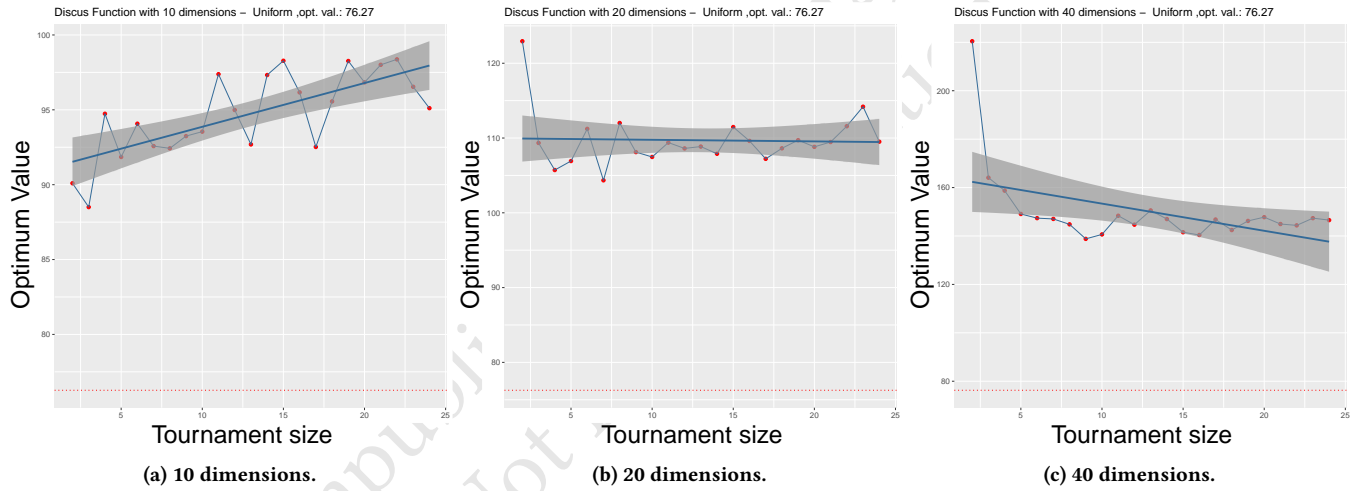 Discus Function with 10 dimensions – Uniform ,opt. val.: 76.27
100
95
90
85
80
Optimum Value
5 10 15 20 25
Tournament size
(a) 10 dimensions.
Discus Function with 20 dimensions – Uniform ,opt. val.: 76.27
120
110
100
90
80
Optimum Value
5 10 15 20 25
Tournament size
(b) 20 dimensions.
Discus Function with 40 dimensions – Uniform ,opt. val.: 76.27
200
160
120
80
Optimum Value
5 10 15 20 25
Tournament size
(c) 40 dimensions.